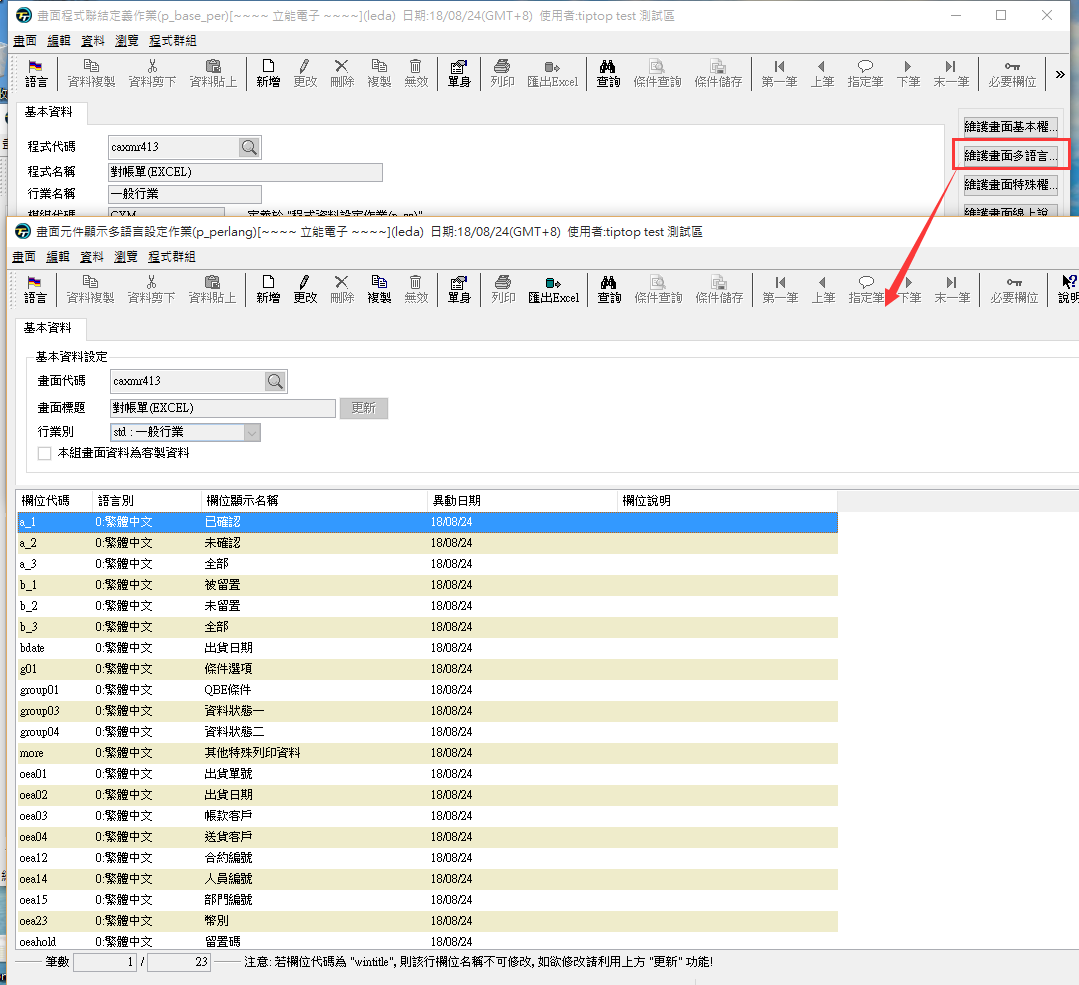 畫面程式聯結定義作業(p_base_per)[~~~~ 立能電子 ~~~~](leda) 日期:18/08/24(GMT+8) 使用者:tiptop test 測試區
畫面 編輯 資料 瀏覽 程式群組
語言 資料複製 資料剪下 資料貼上 新增 更改 刪除 複製 無效 單身 列印 匯出Excel 查詢 條件查詢 條件儲存 第一筆 上筆 指定筆 下筆 末一筆 必要欄位 »
基本資料
維護畫面基本權...
程式代碼 caxmr413
維護畫面多語言...
程式名稱 對帳單(EXCEL)
維護畫面特殊權...
行業名稱 一般行業
維護畫面線上說
模組代碼 CXM 定義於 "程式資料設定作業(p_zz)"
畫面元件顯示多語言設定作業(p_perlang)[~~~~ 立能電子 ~~~~](leda) 日期:18/08/24(GMT+8) 使用者:tiptop test 測試區
畫面 編輯 資料 瀏覽 程式群組
語言 資料複製 資料剪下 資料貼上 新增 更改 刪除 複製 無效 單身 列印 匯出Excel 查詢 條件查詢 條件儲存 第一筆 上筆 指定筆 下筆 末一筆 必要欄位 說明
基本資料
基本資料設定
畫面代碼 caxmr413
畫面標題 對帳單(EXCEL) 更新
行業別 std : 一般行業
本組畫面資料為客製資料
欄位代碼 語言別 欄位顯示名稱 異動日期 欄位說明
a_1 0:繁體中文 已確認 18/08/24
a_2 0:繁體中文 未確認 18/08/24
a_3 0:繁體中文 全部 18/08/24
b_1 0:繁體中文 被留置 18/08/24
b_2 0:繁體中文 未留置 18/08/24
b_3 0:繁體中文 全部 18/08/24
bdate 0:繁體中文 出貨日期 18/08/24
g01 0:繁體中文 條件選項 18/08/24
group01 0:繁體中文 QBE條件 18/08/24
group03 0:繁體中文 資料狀態一 18/08/24
group04 0:繁體中文 資料狀態二 18/08/24
more 0:繁體中文 其他特殊列印資料 18/08/24
oea01 0:繁體中文 出貨單號 18/08/24
oea02 0:繁體中文 出貨日期 18/08/24
oea03 0:繁體中文 帳款客戶 18/08/24
oea04 0:繁體中文 送貨客戶 18/08/24
oea12 0:繁體中文 合約編號 18/08/24
oea14 0:繁體中文 人員編號 18/08/24
oea15 0:繁體中文 部門編號 18/08/24
oea23 0:繁體中文 幣別 18/08/24
oeahold 0:繁體中文 留置碼 18/08/24
筆數 1 / 23 注意: 若欄位代碼為 "wintitle", 則該行欄位名稱不可修改, 如欲修改請利用上方 "更新" 功能!